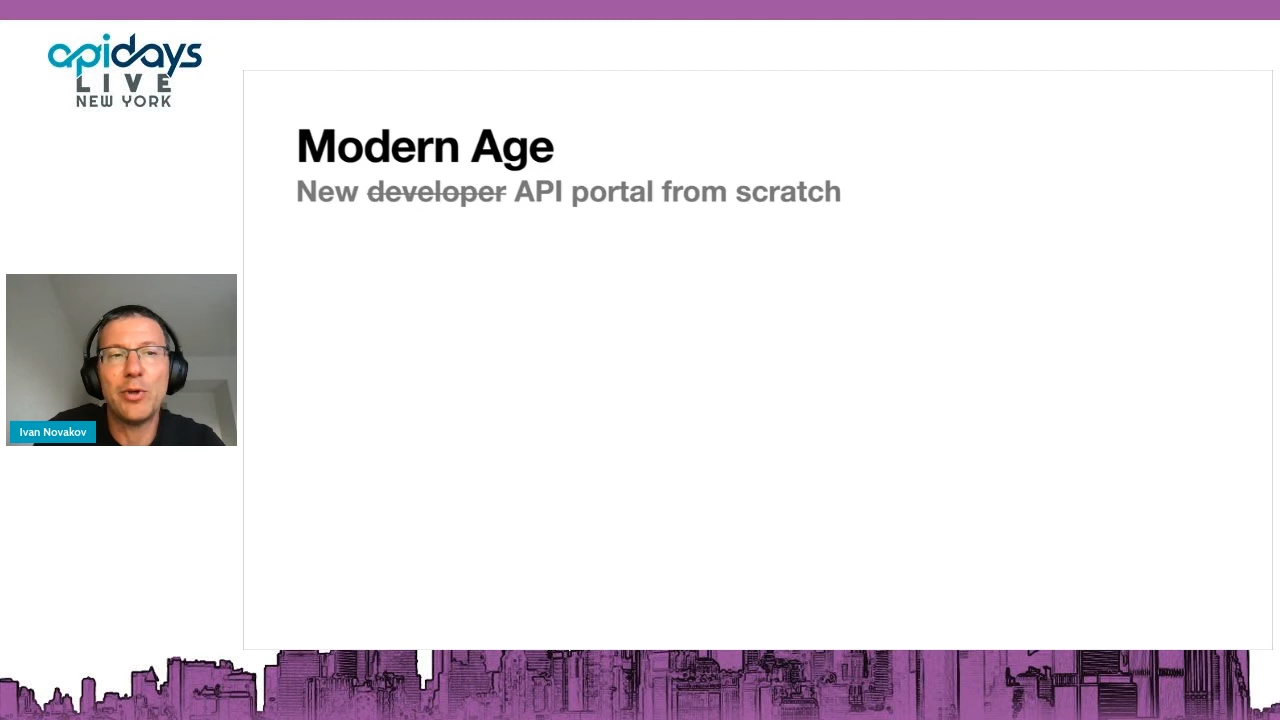 apidays
LIVE
NEW YORK
Modern Age
New developer API portal from scratch
Ivan Novakov